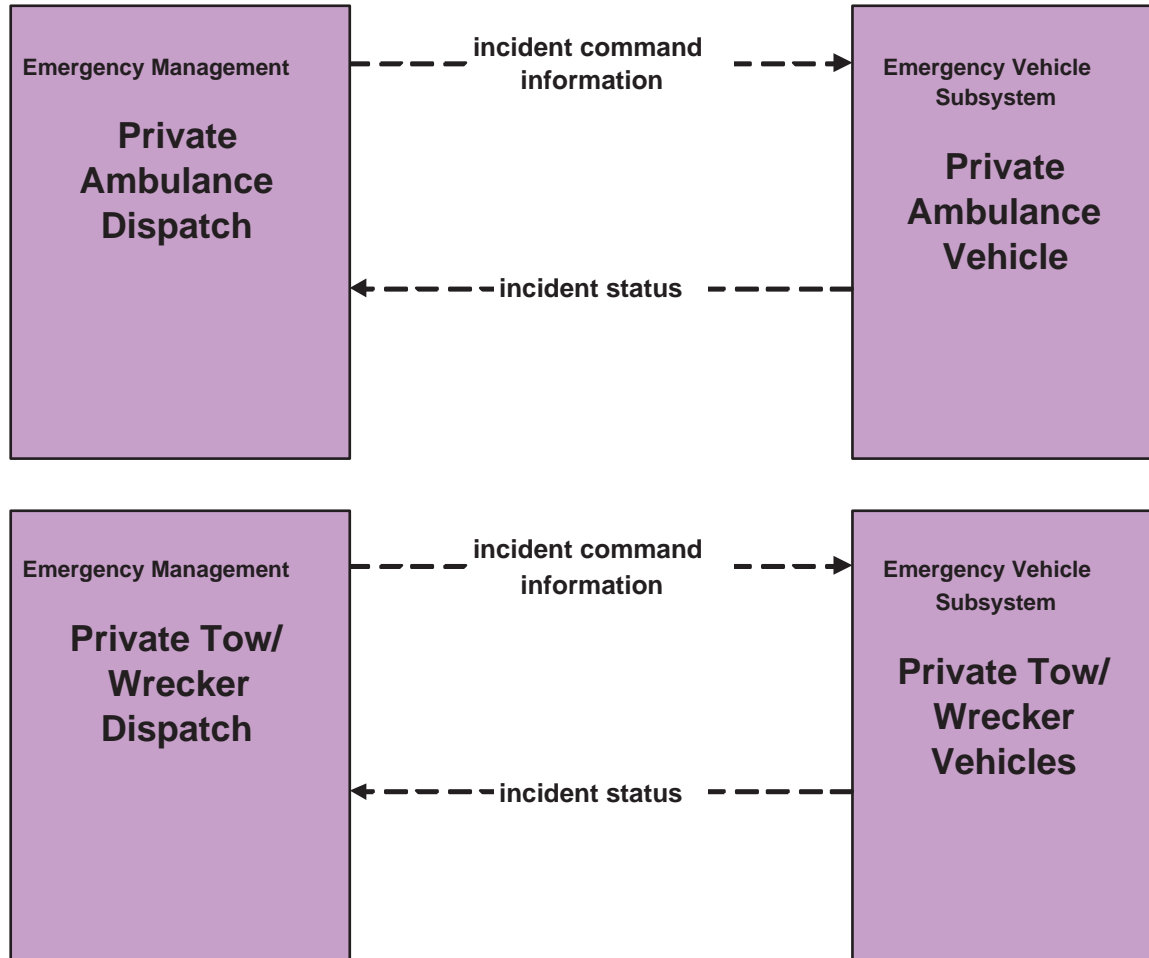 Emergency Management
Private
Ambulance
Dispatch
incident command
information
incident status
Emergency Vehicle
Subsystem
Private
Ambulance
Vehicle
Emergency Management
Private Tow/
Wrecker
Dispatch
incident command
information
incident status
Emergency Vehicle
Subsystem
Private Tow/
Wrecker
Vehicles